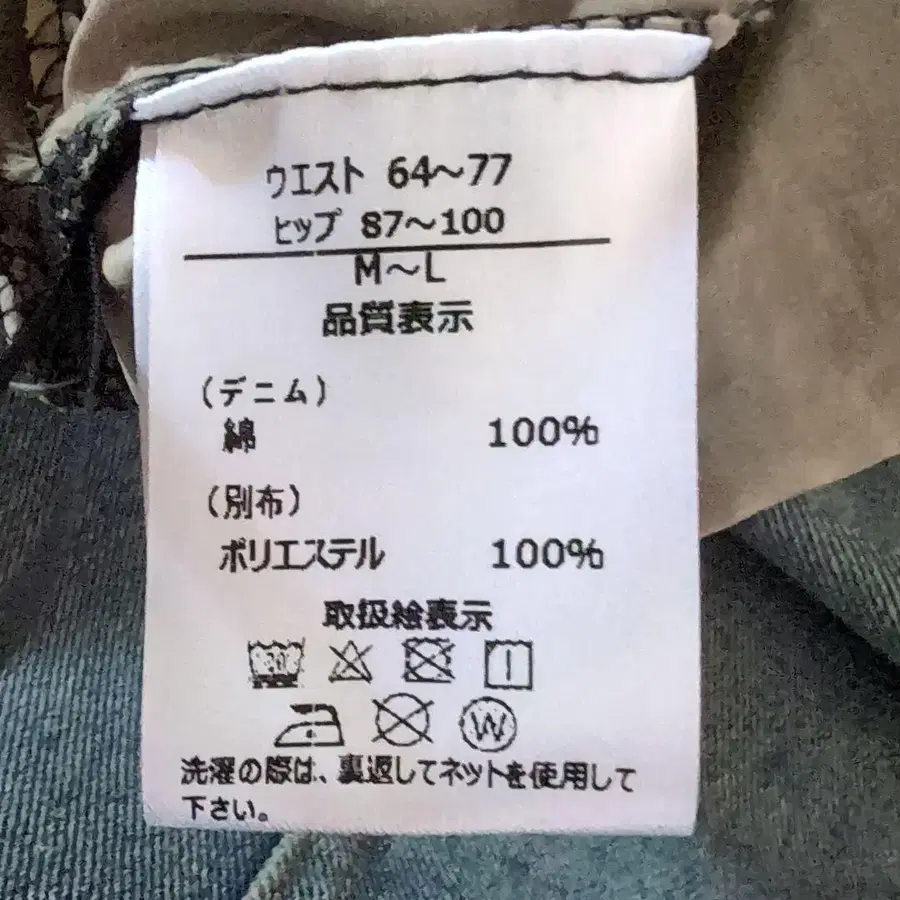 ウエスト 64～77
ヒップ 87～100
M～L
品質表示
(デニム)
綿 100%
(別布)
ポリエステル 100%
取扱絵表示
W
洗濯の際は、裏返してネットを使用して
下さい。